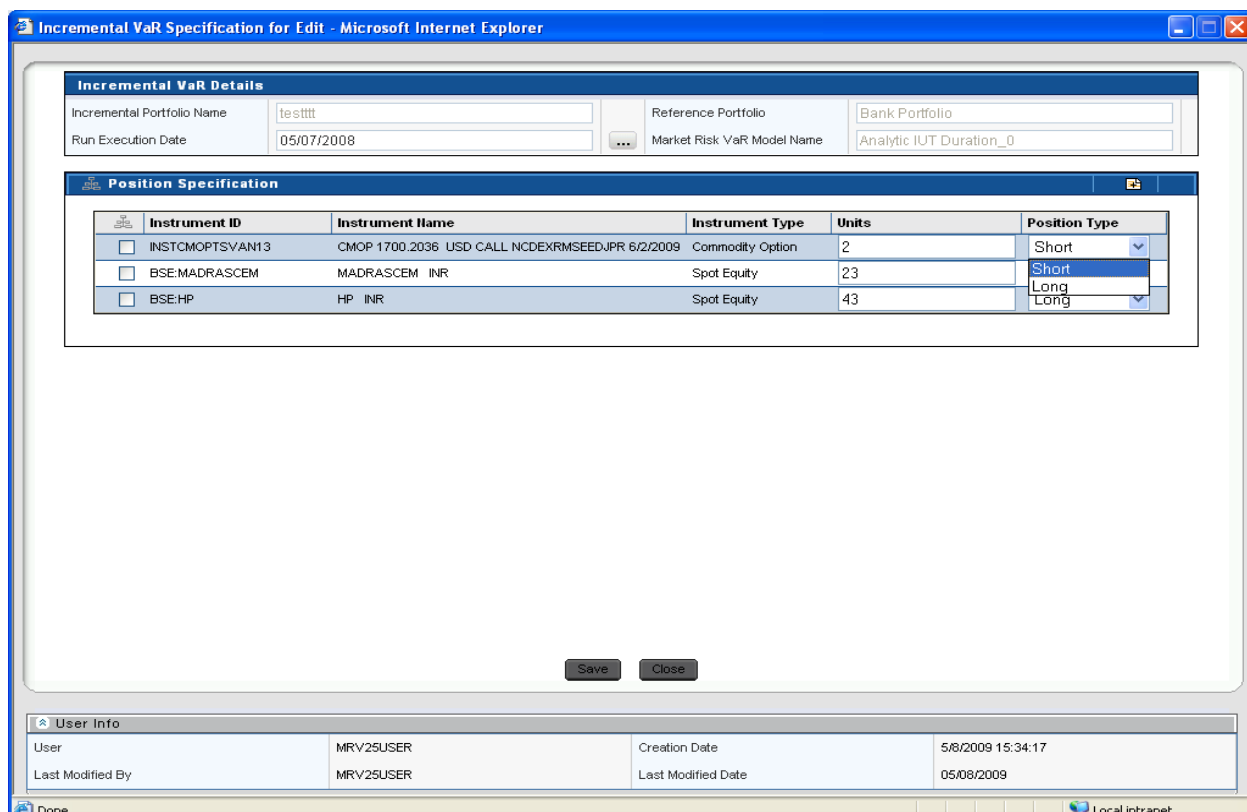 Incremental VaR Specification for Edit - Microsoft Internet Explorer
Incremental VaR Details
Incremental Portfolio Name testttt Reference Portfolio Bank Portfolio
Run Execution Date 05/07/2008 ... Market Risk VaR Model Name Analytic IUT Duration_0
Position Specification
Instrument ID Instrument Name Instrument Type Units Position Type
INSTCMOPTSVAN13 CMOP 1700.2036 USD CALL NCDEXRMSEEDJPR 6/2/2009 Commodity Option 2 Short
BSE:MADRASCEM MADRASCEM INR Spot Equity 23 Short
Long
BSE:HP HP INR Spot Equity 43 Long
Save Close
User Info
User MRV25USER Creation Date 5/8/2009 15:34:17
Last Modified By MRV25USER Last Modified Date 05/08/2009
Done Local intranet